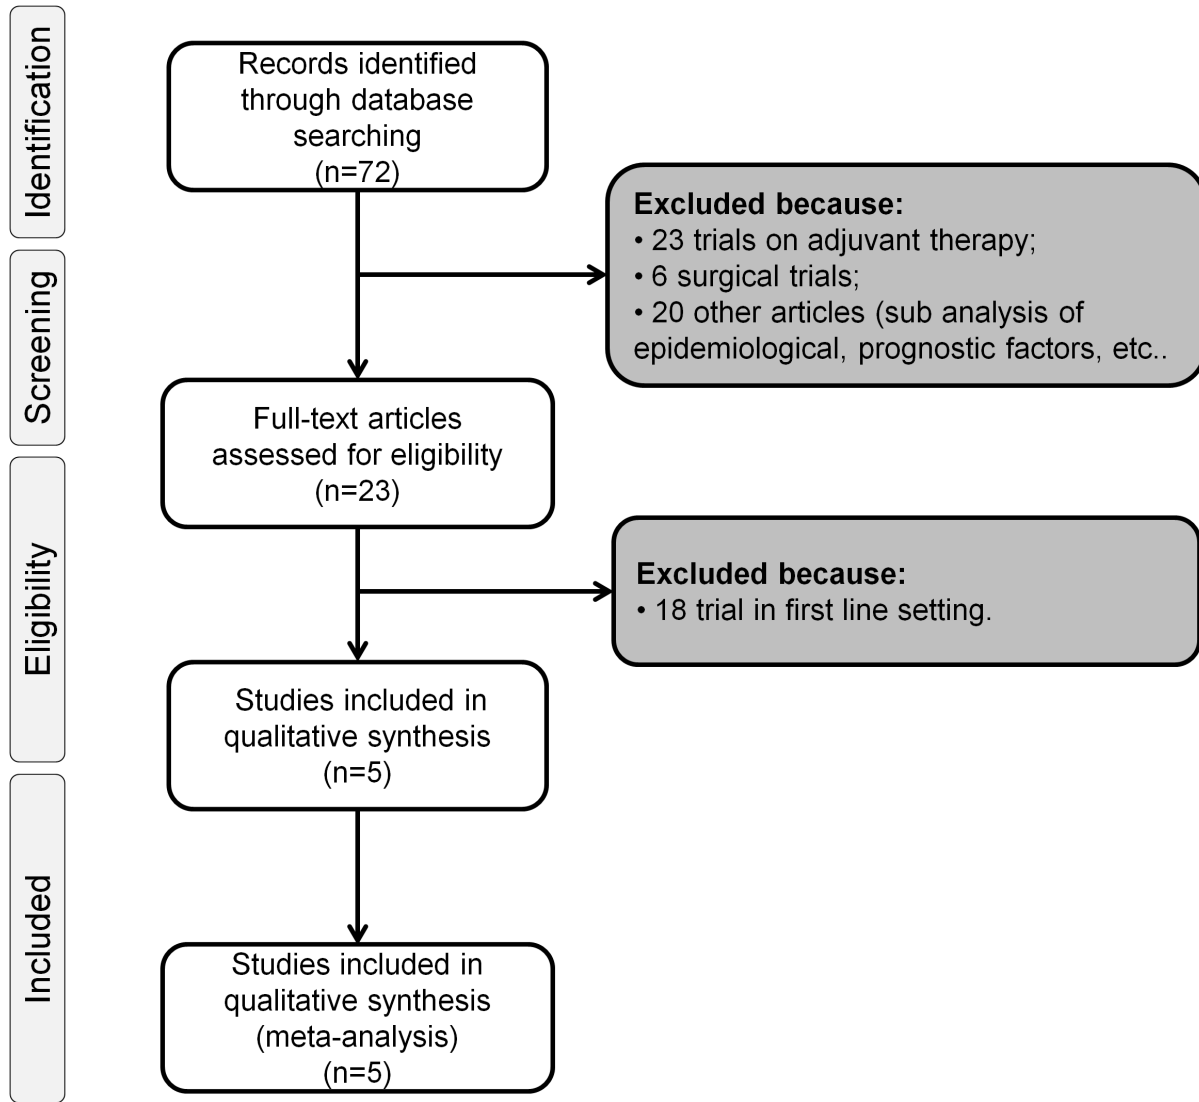 Identification
Records identified
through database
searching
(n=72)
Excluded because:
• 23 trials on adjuvant therapy;
• 6 surgical trials;
• 20 other articles (sub analysis of
epidemiological, prognostic factors, etc..
Screening
Full-text articles
assessed for eligibility
(n=23)
Eligibility
Excluded because:
• 18 trial in first line setting.
Studies included in
qualitative synthesis
(n=5)
Included
Studies included in
qualitative synthesis
(meta-analysis)
(n=5)